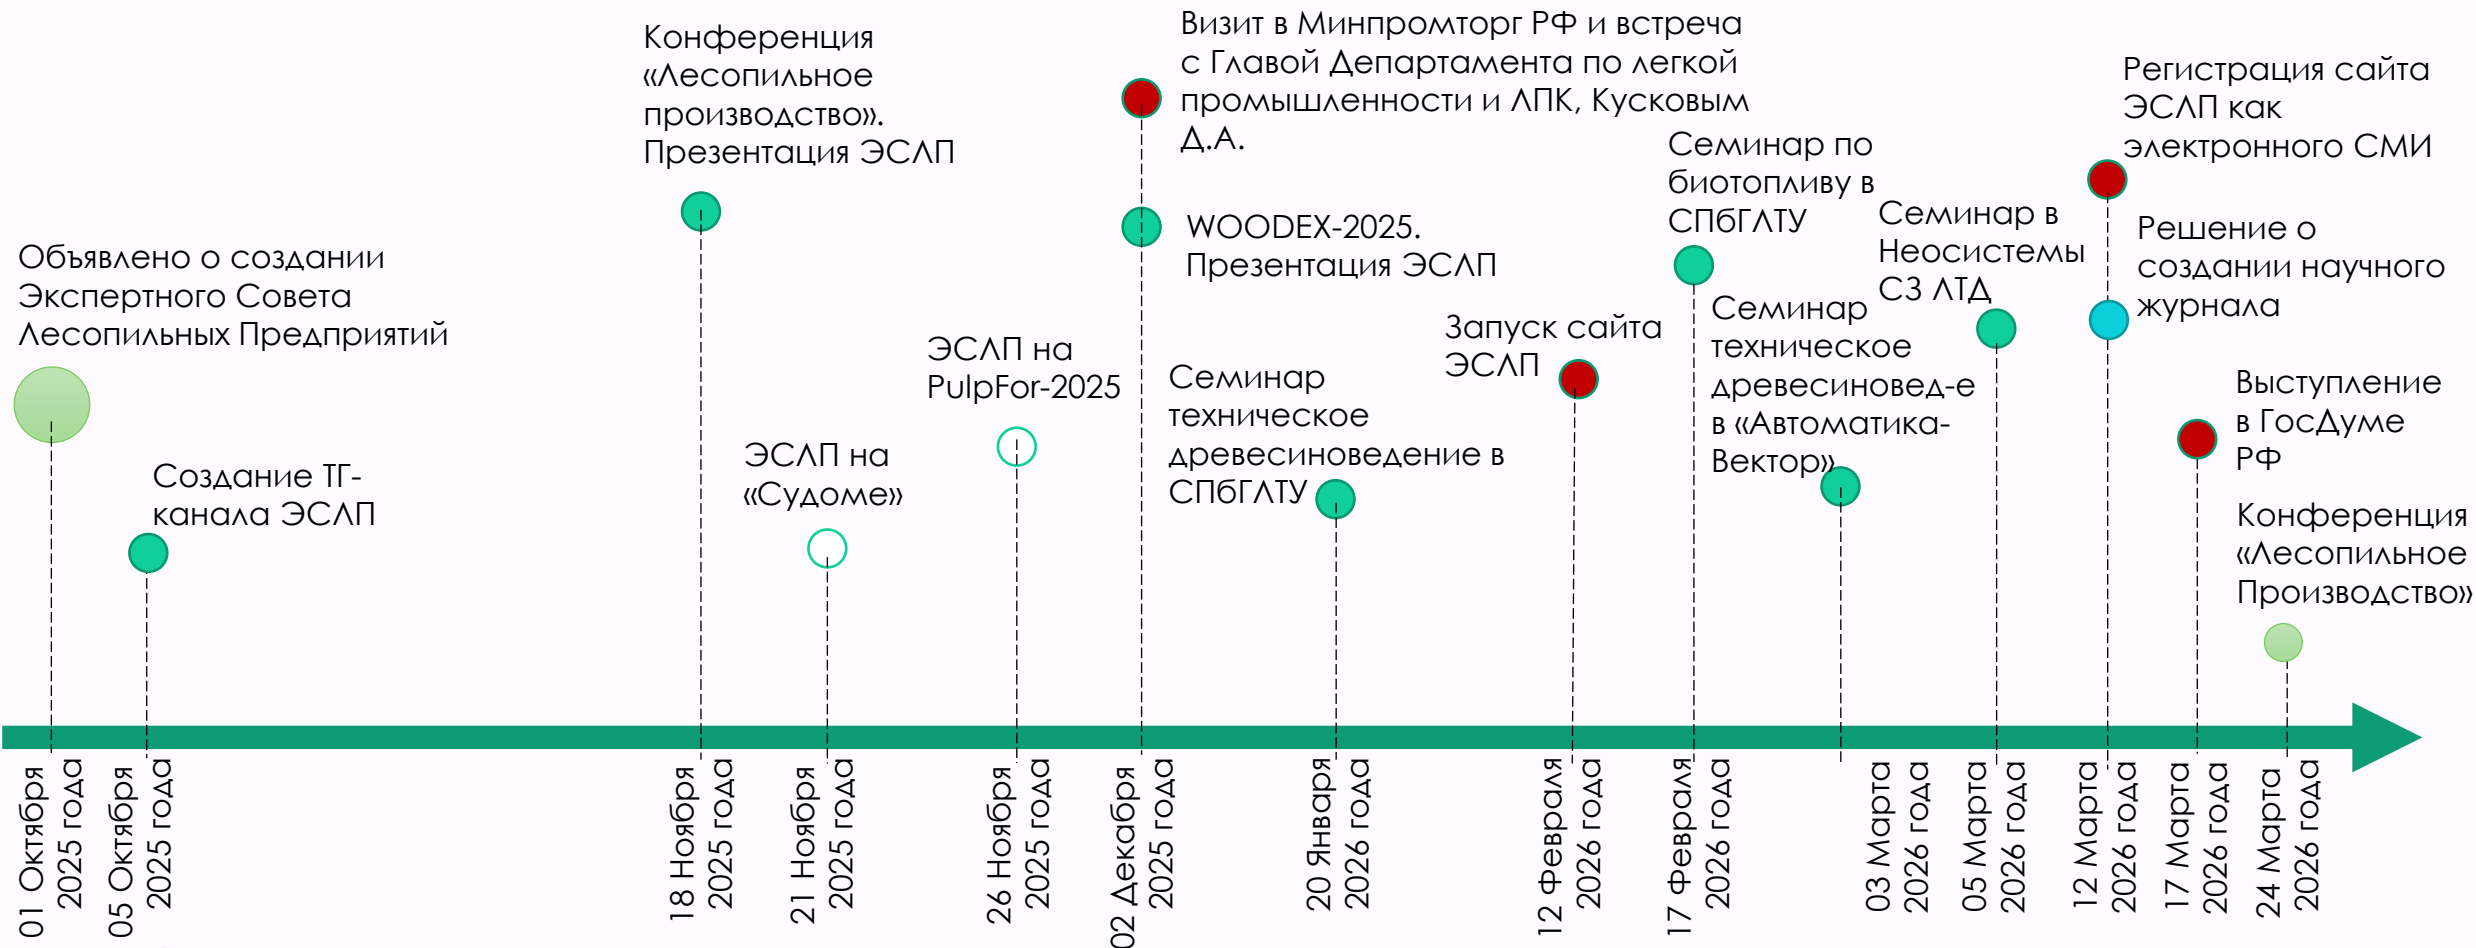 Объявлено о создании
Экспертного Совета
Лесопильных Предприятий
Создание ТГ-
канала ЭСЛП
Конференция
«Лесопильное
производство».
Презентация ЭСЛП
ЭСЛП на
«Судоме»
ЭСЛП на
PulpFor-2025
Визит в Минпромторг РФ и встреча
с Главой Департамента по легкой
промышленности и ЛПК, Кусковым
Д.А.
WOODEX-2025.
Презентация ЭСЛП
Семинар
техническое
древесиноведение в
СПбГЛТУ
Запуск сайта
ЭСЛП
Семинар по
биотопливу в
СПбГЛТУ
Семинар
техническое
древесиновед-е
в «Автоматика-
Вектор»
Семинар в
Неосистемы
СЗ ЛТД
Регистрация сайта
ЭСЛП как
электронного СМИ
Решение о
создании научного
журнала
Выступление
в ГосДуме
РФ
Конференция
«Лесопильное
Производство»
01 Октября
2025 года
05 Октября
2025 года
18 Ноября
2025 года
21 Ноября
2025 года
26 Ноября
2025 года
02 Декабря
2025 года
20 Января
2026 года
12 Февраля
2026 года
17 Февраля
2026 года
03 Марта
2026 года
05 Марта
2026 года
12 Марта
2026 года
17 Марта
2026 года
24 Марта
2026 года